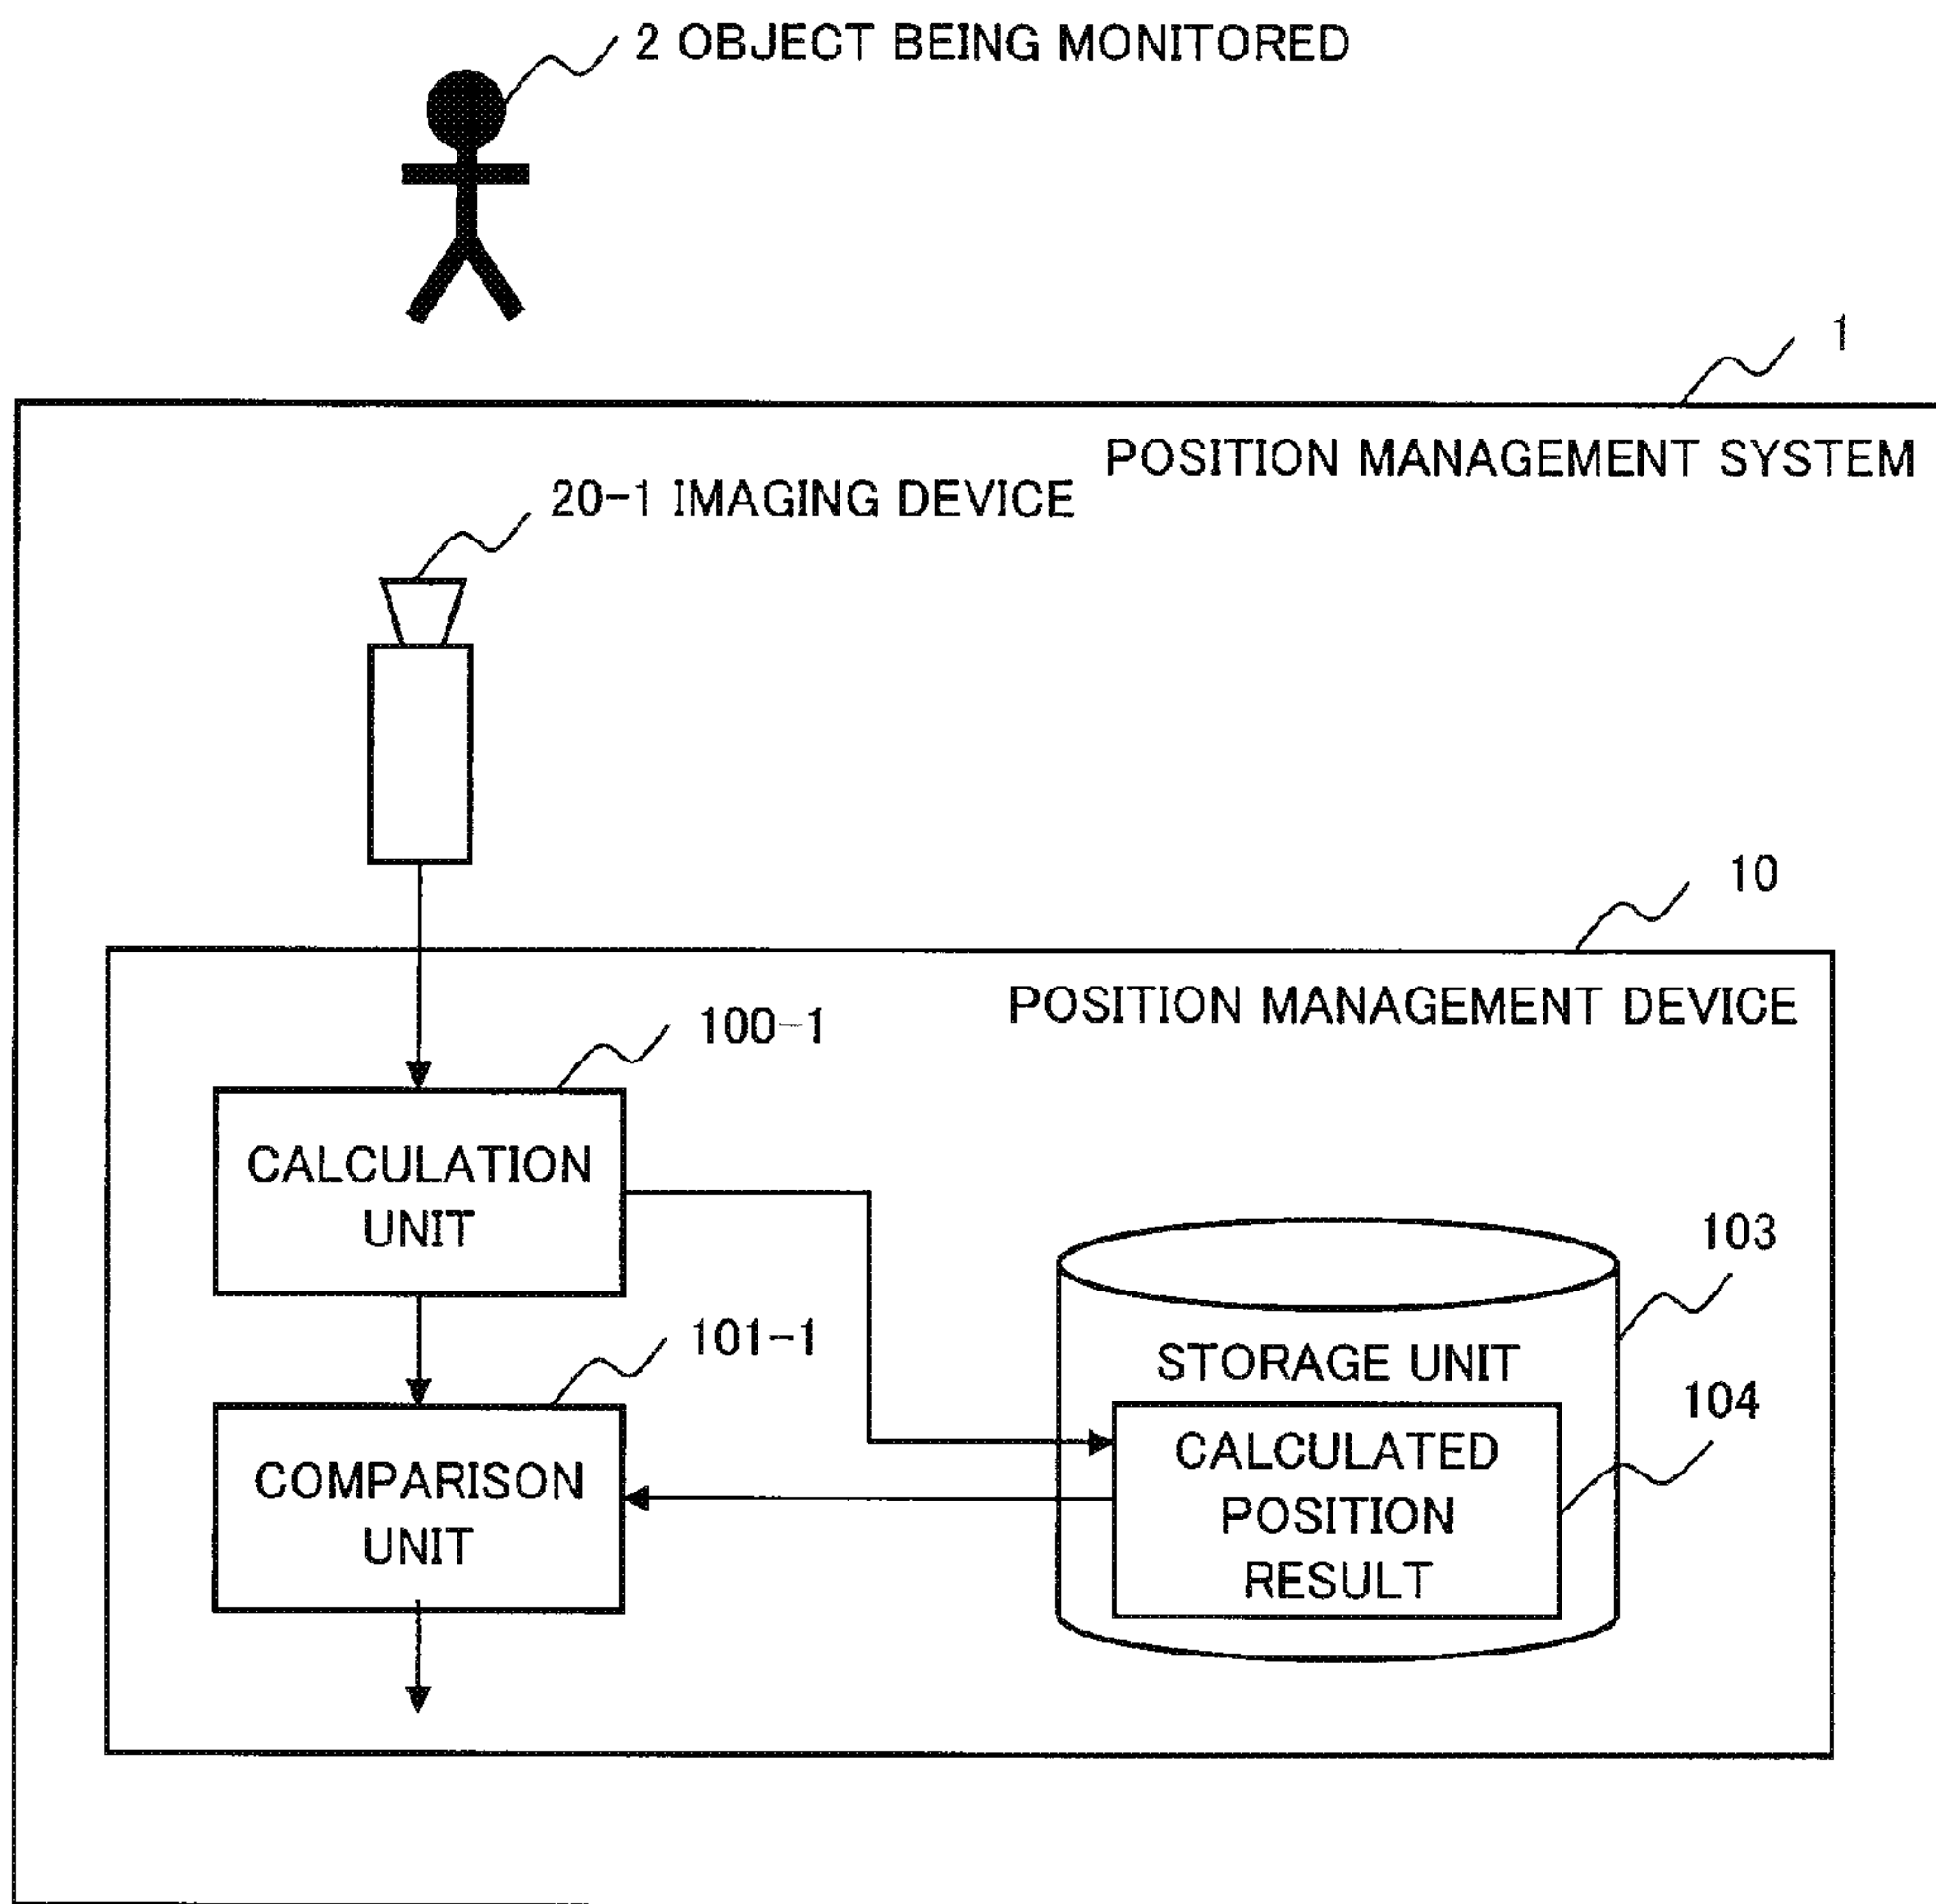 2 OBJECT BEING MONITORED
1
POSITION MANAGEMENT SYSTEM
20-1 IMAGING DEVICE
10
POSITION MANAGEMENT DEVICE
100-1
CALCULATION
UNIT
103
101-1
STORAGE UNIT
104
COMPARISON
UNIT
CALCULATED
POSITION
RESULT